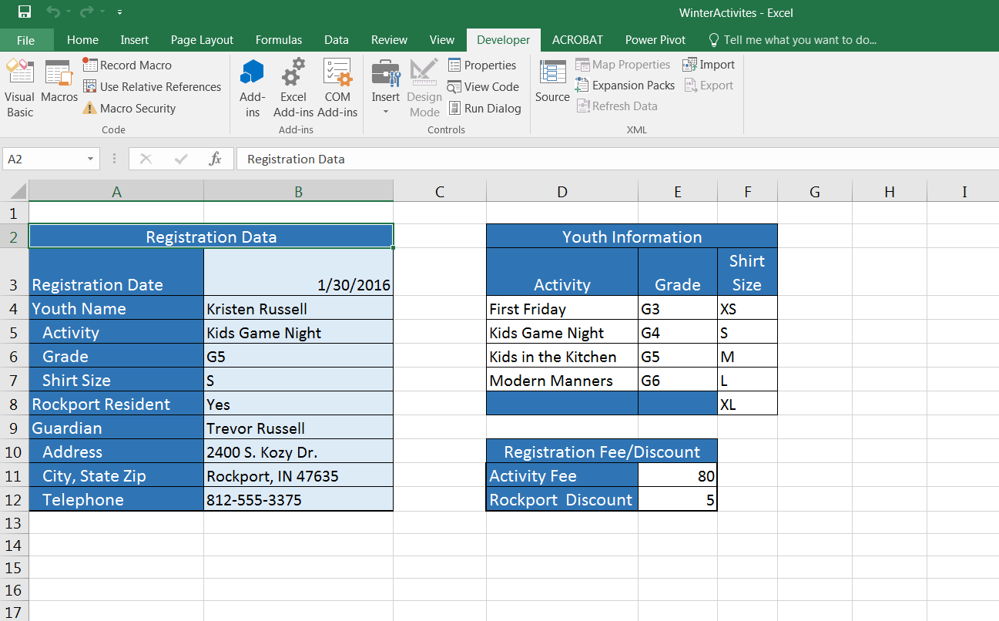 WinterActivites - Excel
File Home Insert Page Layout Formulas Data Review View Developer ACROBAT Power Pivot Tell me what you want to do...
Visual Basic
Macros
Record Macro
Use Relative References
Macro Security
Code
Add-ins
Excel Add-ins
COM Add-ins
Add-ins
Insert
Design Mode
Properties
View Code
Run Dialog
Controls
Source
Map Properties
Expansion Packs
Refresh Data
Import
Export
XML
A2 fx Registration Data
A B C D E F G H I
1
2 Registration Data Youth Information
3 Registration Date 1/30/2016 Activity Grade Shirt Size
4 Youth Name Kristen Russell First Friday G3 XS
5 Activity Kids Game Night Kids Game Night G4 S
6 Grade G5 Kids in the Kitchen G5 M
7 Shirt Size S Modern Manners G6 L
8 Rockport Resident Yes XL
9 Guardian Trevor Russell
10 Address 2400 S. Kozy Dr. Registration Fee/Discount
11 City, State Zip Rockport, IN 47635 Activity Fee 80
12 Telephone 812-555-3375 Rockport  Discount 5
13
14
15
16
17